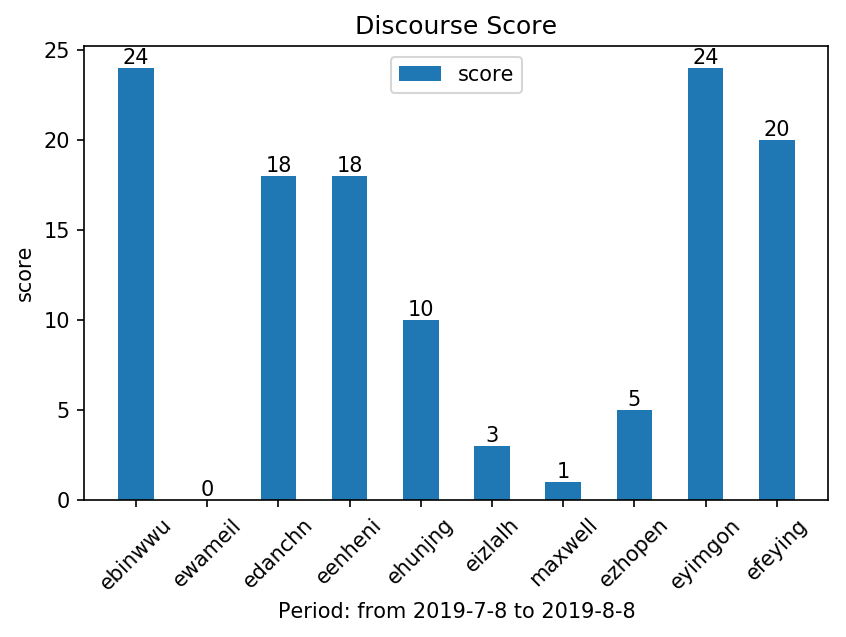 Discourse Score
score
25
20
15
10
5
0
score
24
0
18
18
10
3
1
5
24
20
ebinwwu
ewameil
edanchn
eenheni
ehunjng
eizlalh
maxwell
ezhopen
eyimgon
efeying
Period: from 2019-7-8 to 2019-8-8